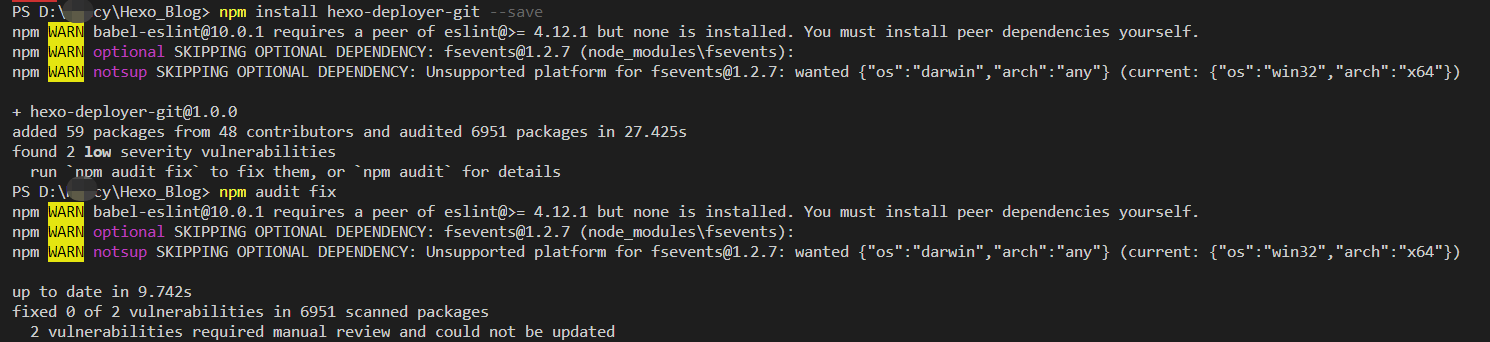 PS D:\cy\Hexo_Blog> npm install hexo-deployer-git --save
npm WARN babel-eslint@10.0.1 requires a peer of eslint@>= 4.12.1 but none is installed. You must install peer dependencies yourself.
npm WARN optional SKIPPING OPTIONAL DEPENDENCY: fsevents@1.2.7 (node_modules\fsevents):
npm WARN notsup SKIPPING OPTIONAL DEPENDENCY: Unsupported platform for fsevents@1.2.7: wanted {"os":"darwin","arch":"any"} (current: {"os":"win32","arch":"x64"})
+ hexo-deployer-git@1.0.0
added 59 packages from 48 contributors and audited 6951 packages in 27.425s
found 2 low severity vulnerabilities
run `npm audit fix` to fix them, or `npm audit` for details
PS D:\cy\Hexo_Blog> npm audit fix
npm WARN babel-eslint@10.0.1 requires a peer of eslint@>= 4.12.1 but none is installed. You must install peer dependencies yourself.
npm WARN optional SKIPPING OPTIONAL DEPENDENCY: fsevents@1.2.7 (node_modules\fsevents):
npm WARN notsup SKIPPING OPTIONAL DEPENDENCY: Unsupported platform for fsevents@1.2.7: wanted {"os":"darwin","arch":"any"} (current: {"os":"win32","arch":"x64"})
up to date in 9.742s
fixed 0 of 2 vulnerabilities in 6951 scanned packages
2 vulnerabilities required manual review and could not be updated